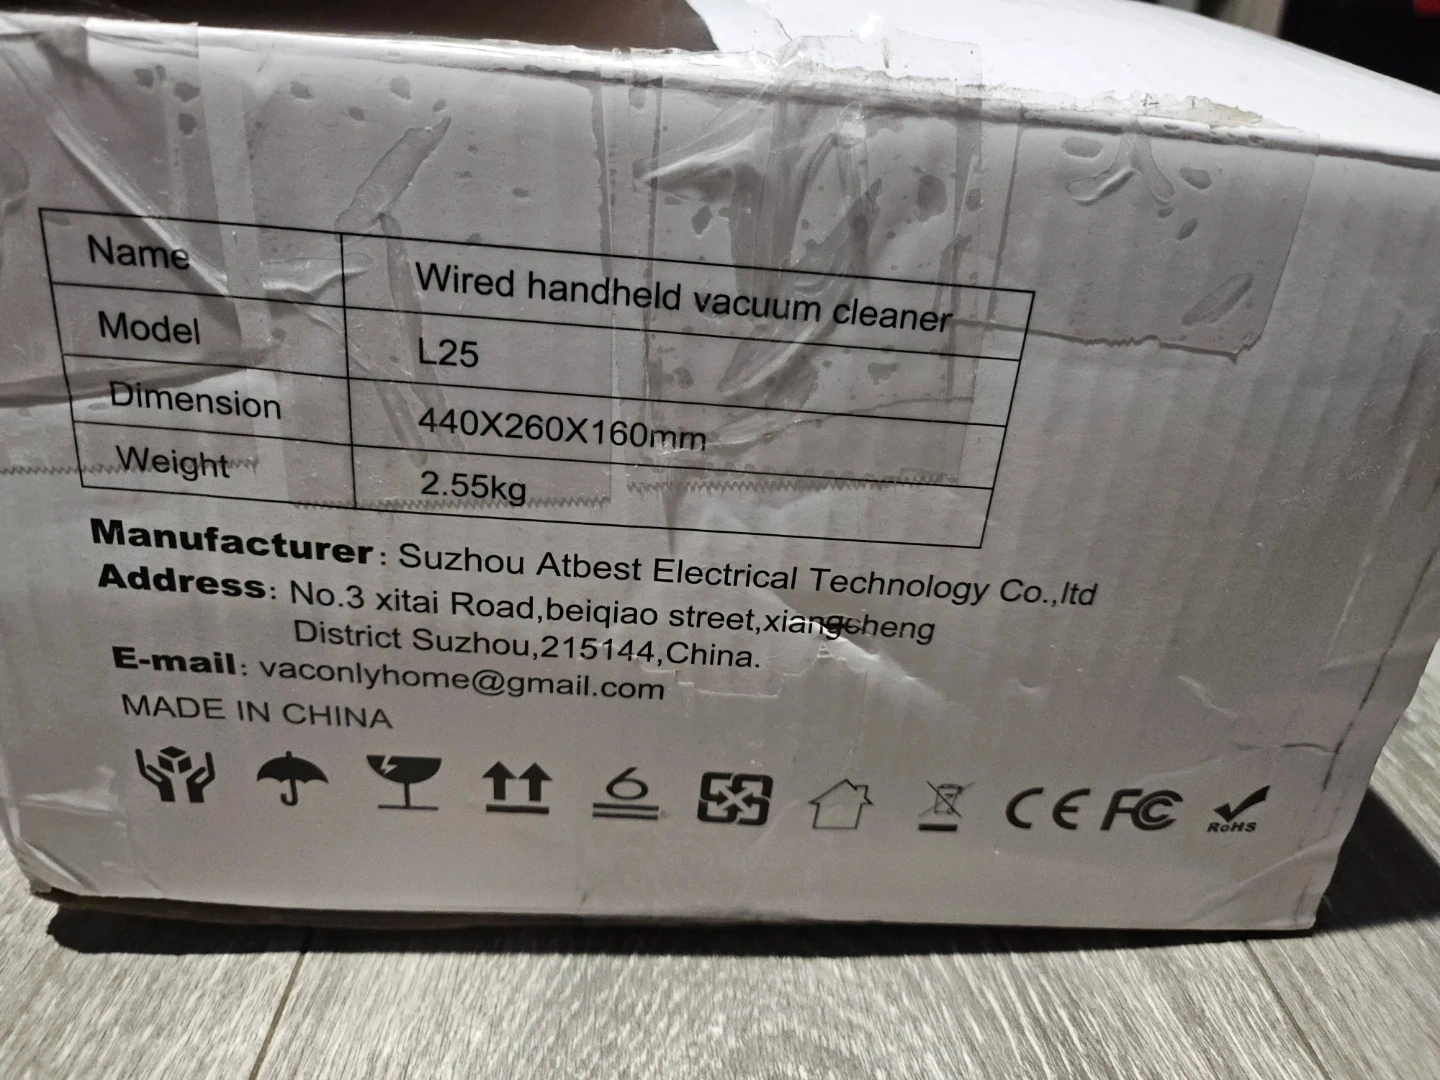 Name Wired handheld vacuum cleaner
Model L25
Dimension 440X260X160mm
Weight 2.55kg
Manufacturer: Suzhou Atbest Electrical Technology Co.,ltd
Address: No.3 xitai Road,beiqiao street,xiangcheng
District Suzhou,215144,China.
E-mail: vaconlyhome@gmail.com
MADE IN CHINA
6 CE FC RoHS